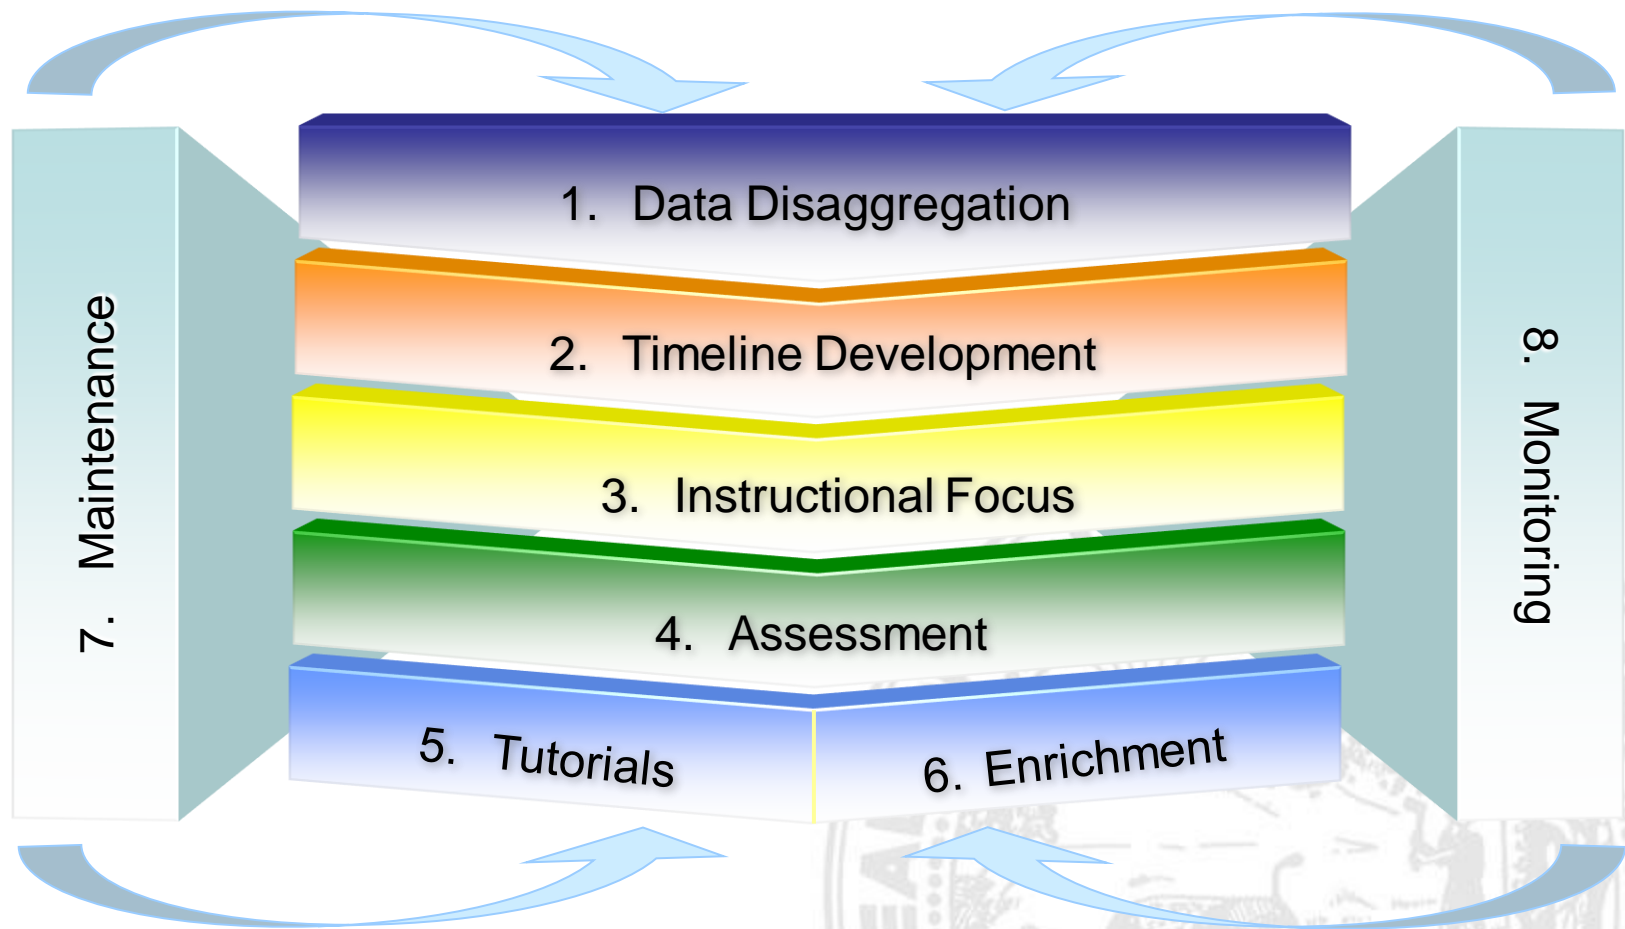 1. Data Disaggregation
2. Timeline Development
3. Instructional Focus
4. Assessment
5. Tutorials
6. Enrichment
7. Maintenance
8. Monitoring